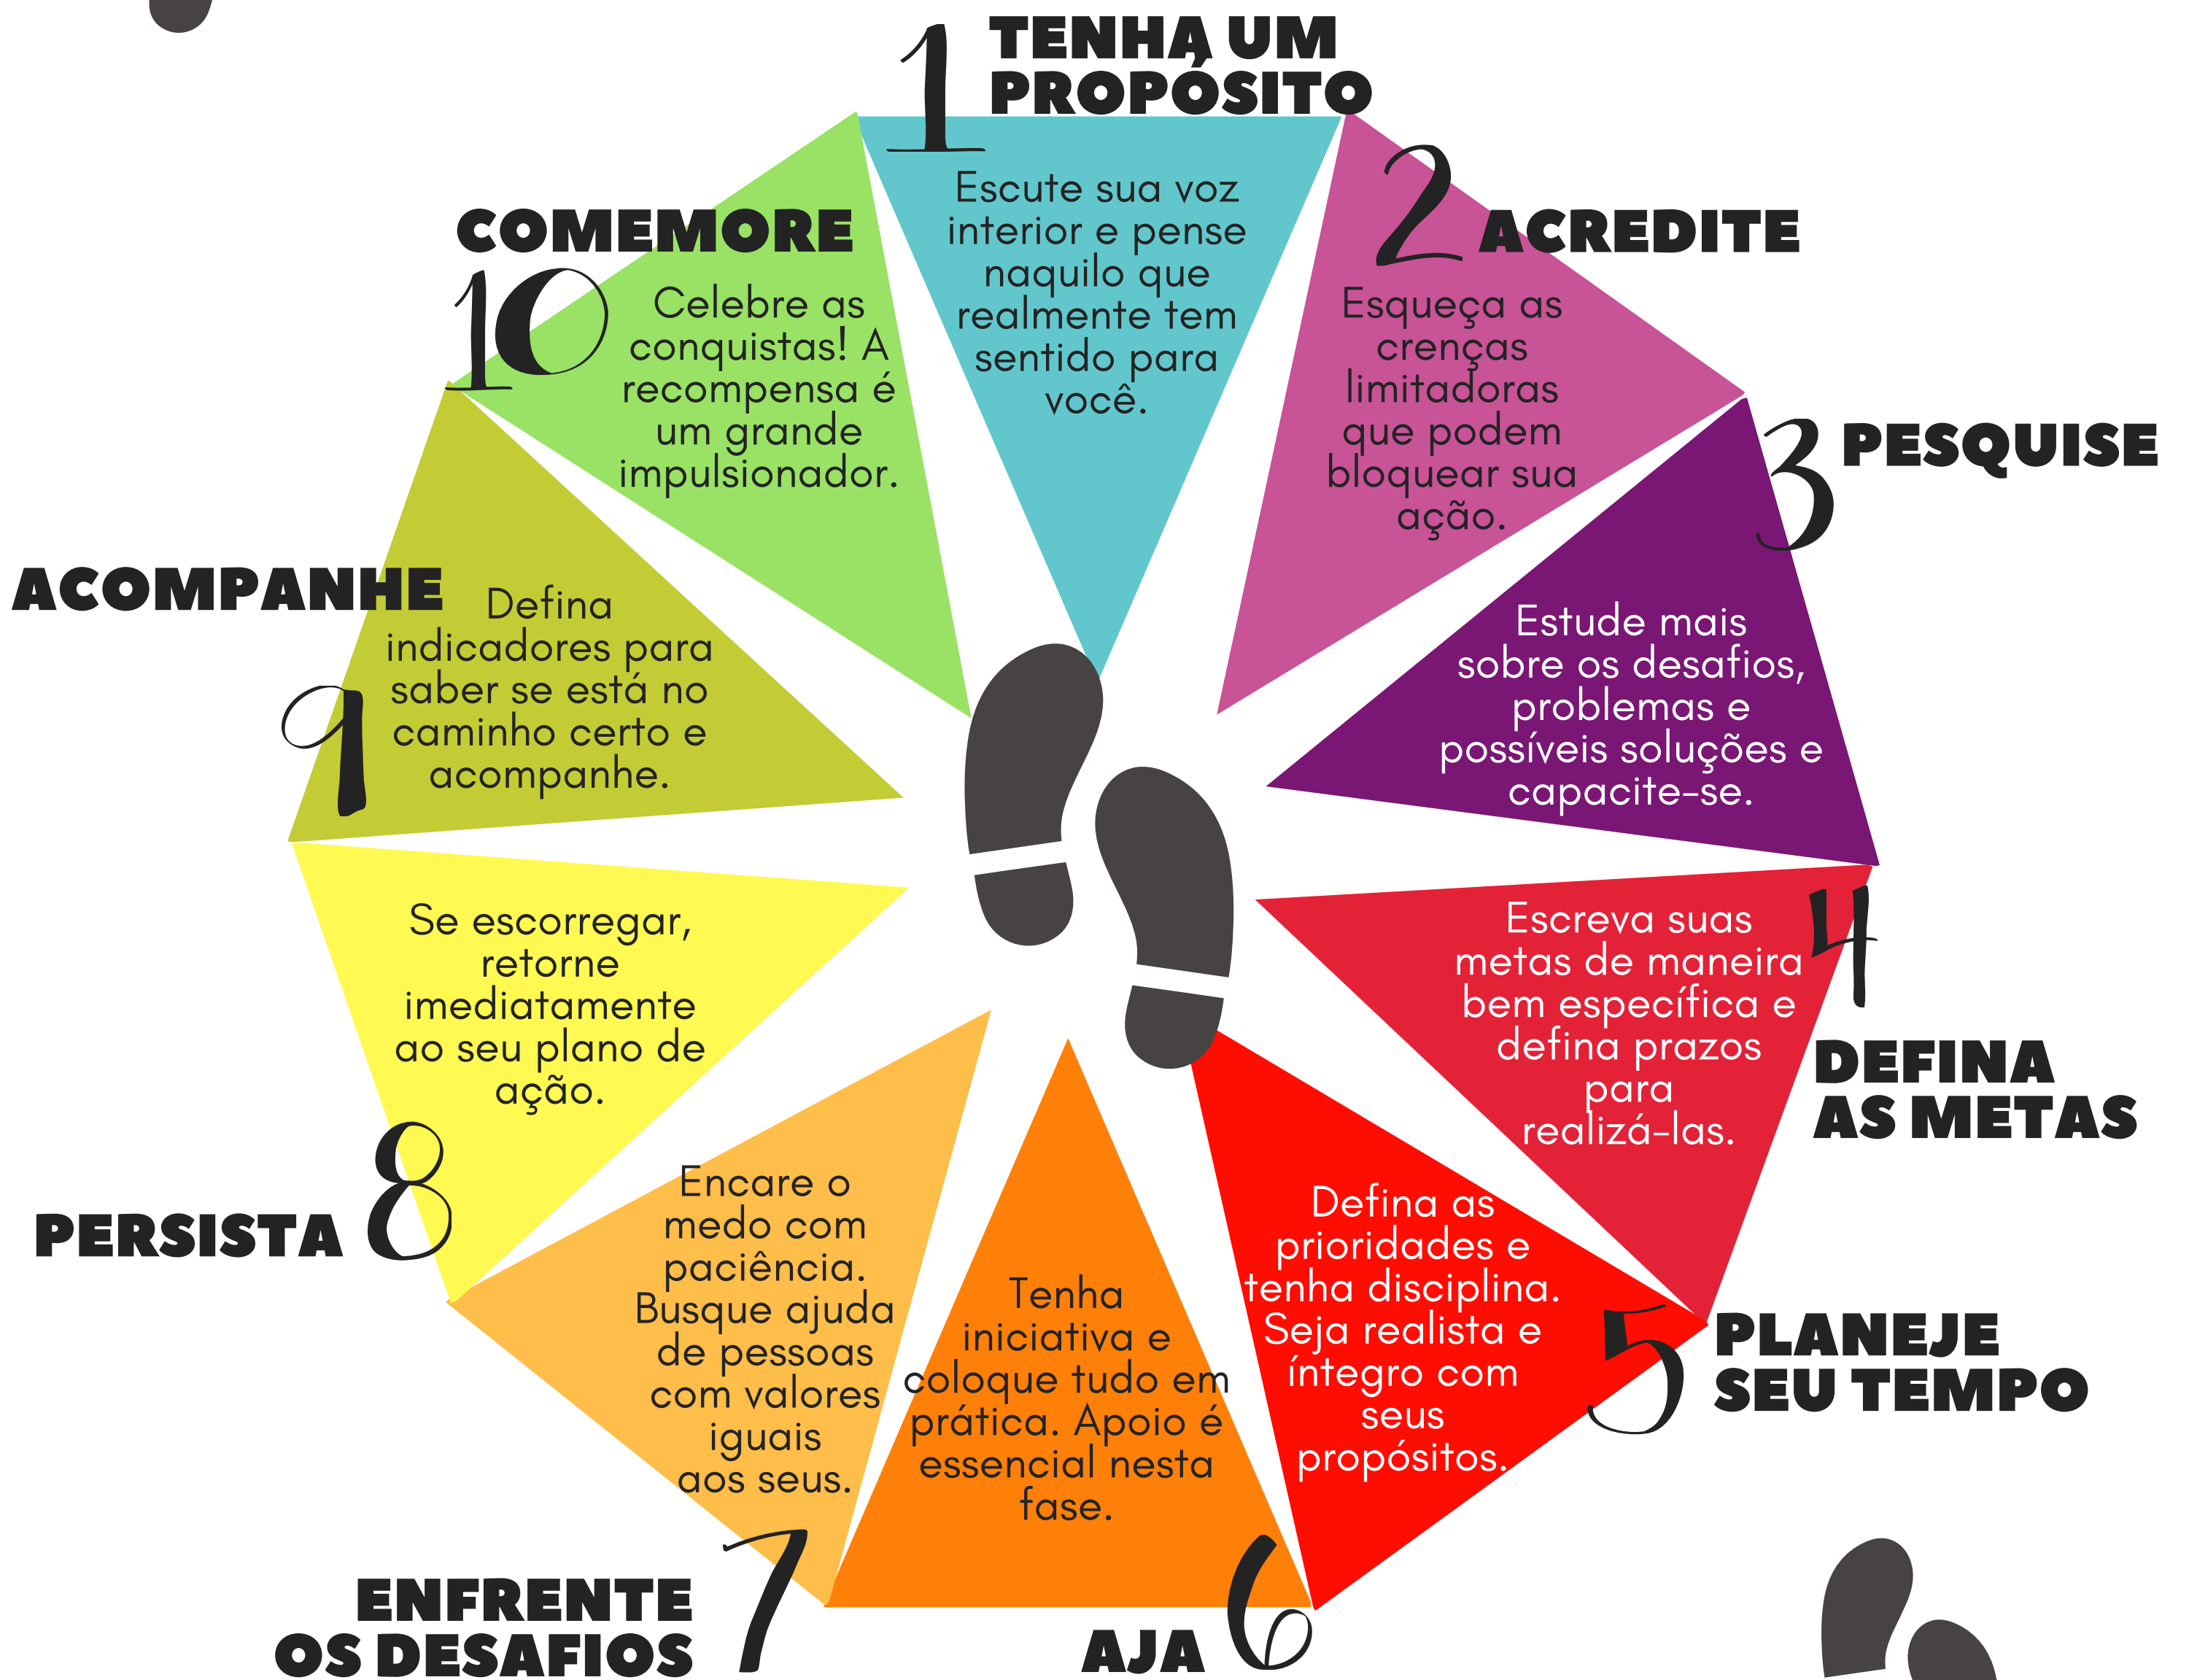 1
TENHA UM
PROPÓSITO
Escute sua voz
interior e pense
naquilo que
realmente tem
sentido para
você.
2
ACREDITE
Esqueça as
crenças
limitadoras
que podem
bloquear sua
ação.
3
PESQUISE
Estude mais
sobre os desafios,
problemas e
possíveis soluções e
capacite-se.
4
DEFINA
AS METAS
Escreva suas
metas de maneira
bem específica e
defina prazos
para
realizá-las.
5
PLANEJE
SEU TEMPO
Defina as
prioridades e
tenha disciplina.
Seja realista e
íntegro com
seus
propósitos.
6
AJA
Tenha
iniciativa e
coloque tudo em
prática. Apoio é
essencial nesta
fase.
7
ENFRENTE
OS DESAFIOS
Encare o
medo com
paciência.
Busque ajuda
de pessoas
com valores
iguais
aos seus.
8
PERSISTA
Se escorregar,
retorne
imediatamente
ao seu plano de
ação.
9
ACOMPANHE
Defina
indicadores para
saber se está no
caminho certo e
acompanhe.
10
COMEMORE
Celebre as
conquistas! A
recompensa é
um grande
impulsionador.